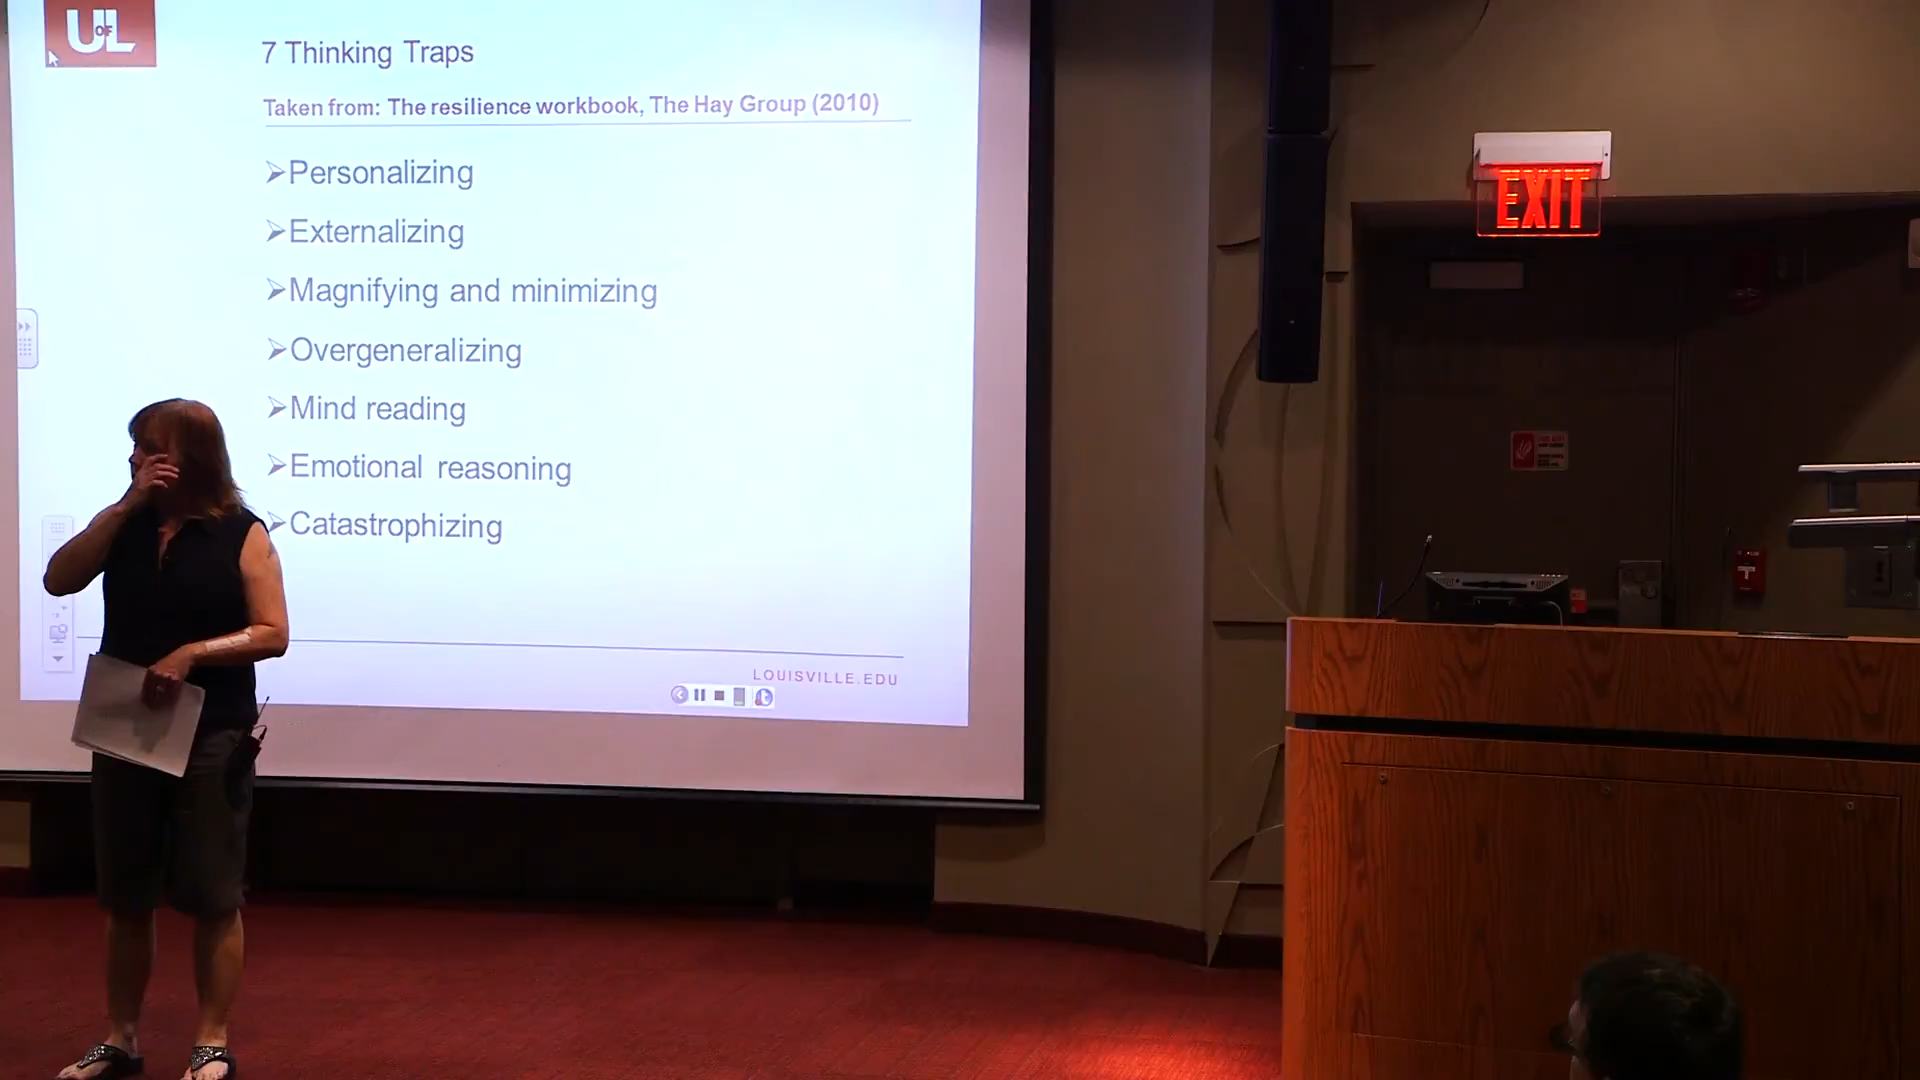 UofL
7 Thinking Traps
Taken from: The resilience workbook, The Hay Group (2010)
➢Personalizing
➢Externalizing
➢Magnifying and minimizing
➢Overgeneralizing
➢Mind reading
➢Emotional reasoning
➢Catastrophizing
LOUISVILLE.EDU
EXIT